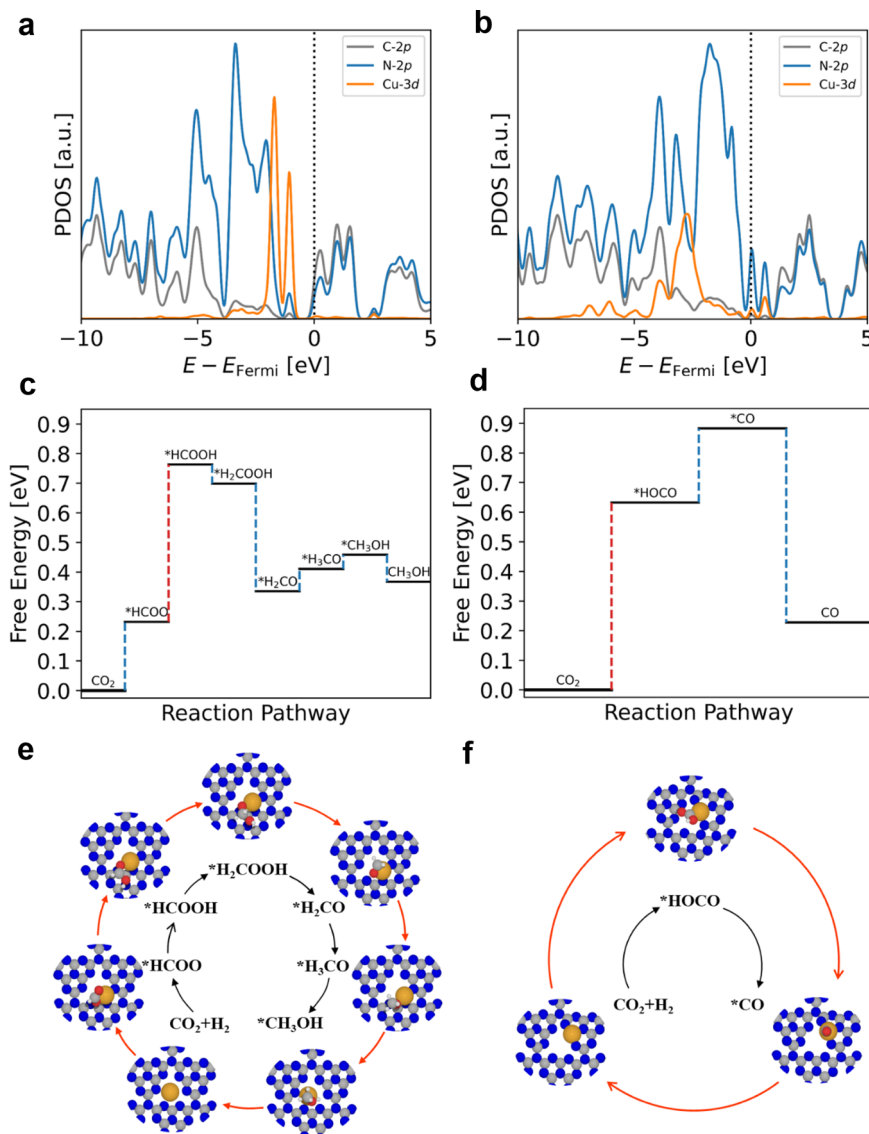 a
C-2p
N-2p
Cu-3d
PDOS [a.u.]
−10 −5 0 5
E − E_Fermi [eV]
b
C-2p
N-2p
Cu-3d
PDOS [a.u.]
−10 −5 0 5
E − E_Fermi [eV]
c
Free Energy [eV]
0.9
0.8
0.7
0.6
0.5
0.4
0.3
0.2
0.1
0.0
CO₂
*HCOO
*HCOOH
*H₂COOH
*H₂CO
*H₃CO
*CH₃OH
CH₃OH
Reaction Pathway
d
Free Energy [eV]
0.9
0.8
0.7
0.6
0.5
0.4
0.3
0.2
0.1
0.0
CO₂
*HOCO
*CO
CO
Reaction Pathway
e
CO₂+H₂
*HCOO
*HCOOH
*H₂COOH
*H₂CO
*H₃CO
*CH₃OH
f
CO₂+H₂
*HOCO
*CO